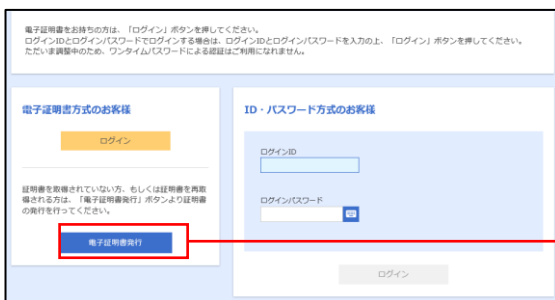 電子証明書をお持ちの方は、「ログイン」ボタンを押してください。
ログインIDとログインパスワードでログインする場合は、ログインIDとログインパスワードを入力の上、「ログイン」ボタンを押してください。
ただいま調整中のため、ワンタイムパスワードによる認証はご利用になれません。
電子証明書方式のお客様
ログイン
証明書を取得されていない方、もしくは証明書を再取
得される方は、「電子証明書発行」ボタンより証明書
の発行を行ってください。
電子証明書発行
ID・パスワード方式のお客様
ログインID
ログインパスワード
ログイン